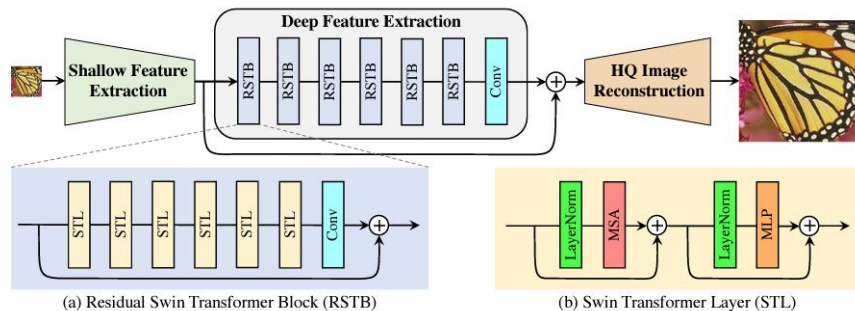 Deep Feature Extraction
Shallow Feature
Extraction
RSTB
RSTB
RSTB
RSTB
RSTB
RSTB
Conv
+
HQ Image
Reconstruction
STL
STL
STL
STL
STL
STL
Conv
+
LayerNorm
MSA
+
LayerNorm
MLP
+
(a) Residual Swin Transformer Block (RSTB)
(b) Swin Transformer Layer (STL)